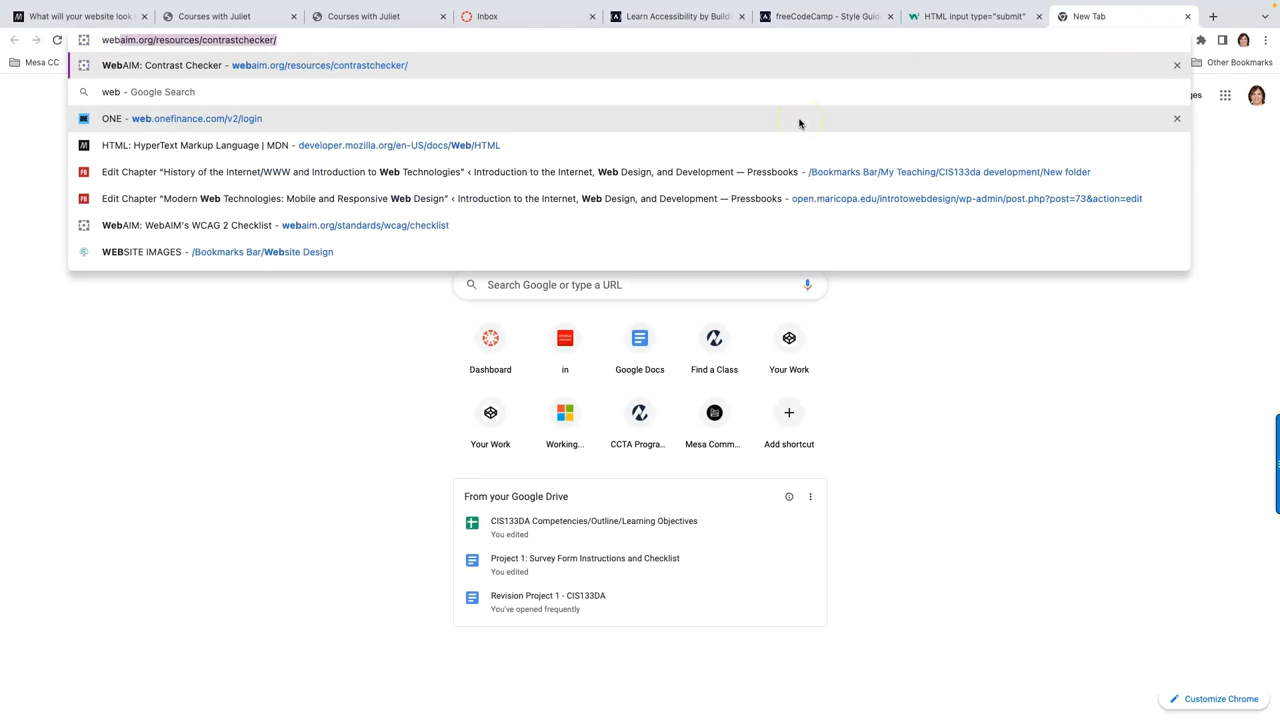 What will your website look l
Courses with Juliet
Courses with Juliet
Inbox
Learn Accessibility by Buildi
freeCodeCamp - Style Guid
HTML input type="submit"
New Tab
webaim.org/resources/contrastchecker/
Mesa CC
Other Bookmarks
WebAIM: Contrast Checker - webaim.org/resources/contrastchecker/
web - Google Search
ges
ONE - web.onefinance.com/v2/login
HTML: HyperText Markup Language | MDN - developer.mozilla.org/en-US/docs/Web/HTML
Edit Chapter "History of the Internet/WWW and Introduction to Web Technologies" ‹ Introduction to the Internet, Web Design, and Development — Pressbooks - /Bookmarks Bar/My Teaching/CIS133da development/New folder
Edit Chapter "Modern Web Technologies: Mobile and Responsive Web Design" ‹ Introduction to the Internet, Web Design, and Development — Pressbooks - open.maricopa.edu/introtowebdesign/wp-admin/post.php?post=73&action=edit
WebAIM: WebAIM's WCAG 2 Checklist - webaim.org/standards/wcag/checklist
WEBSITE IMAGES - /Bookmarks Bar/Website Design
Search Google or type a URL
Dashboard
in
Google Docs
Find a Class
Your Work
Your Work
Working...
CCTA Progra...
Mesa Comm...
Add shortcut
From your Google Drive
CIS133DA Competencies/Outline/Learning Objectives
You edited
Project 1: Survey Form Instructions and Checklist
You edited
Revision Project 1 - CIS133DA
You've opened frequently
Customize Chrome